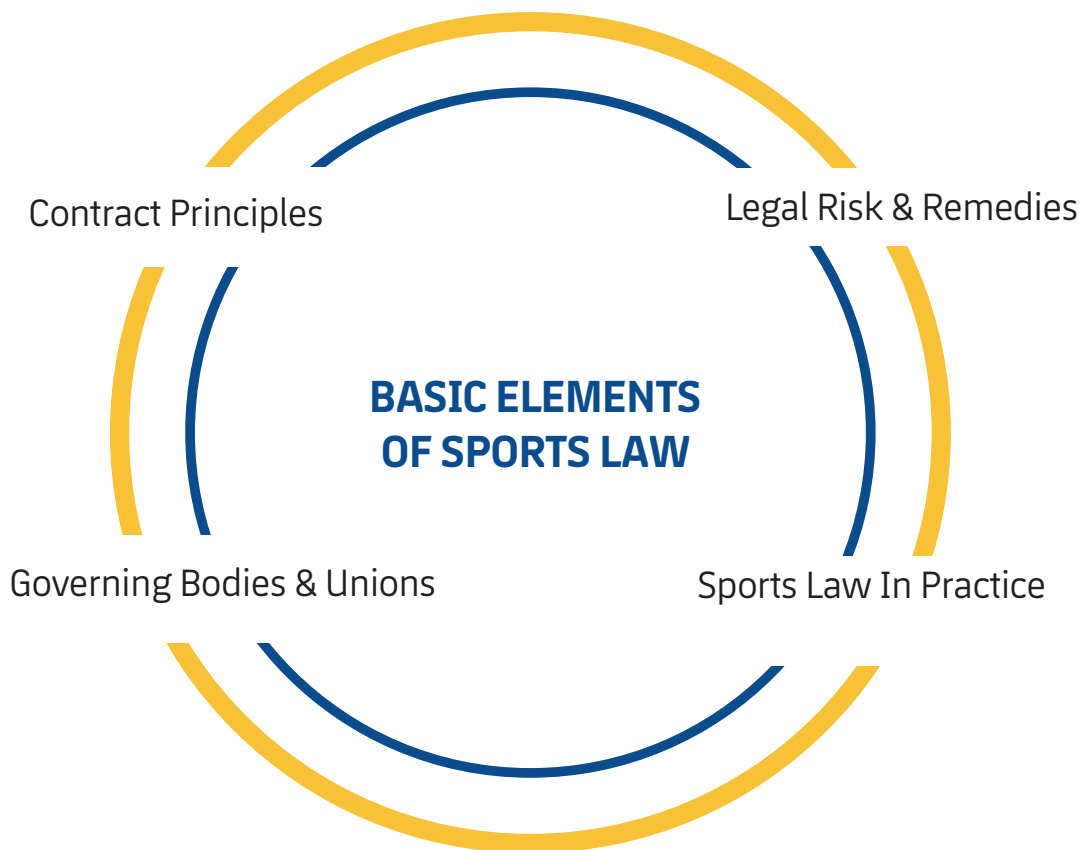 Contract Principles
Legal Risk & Remedies
BASIC ELEMENTS
OF SPORTS LAW
Governing Bodies & Unions
Sports Law In Practice